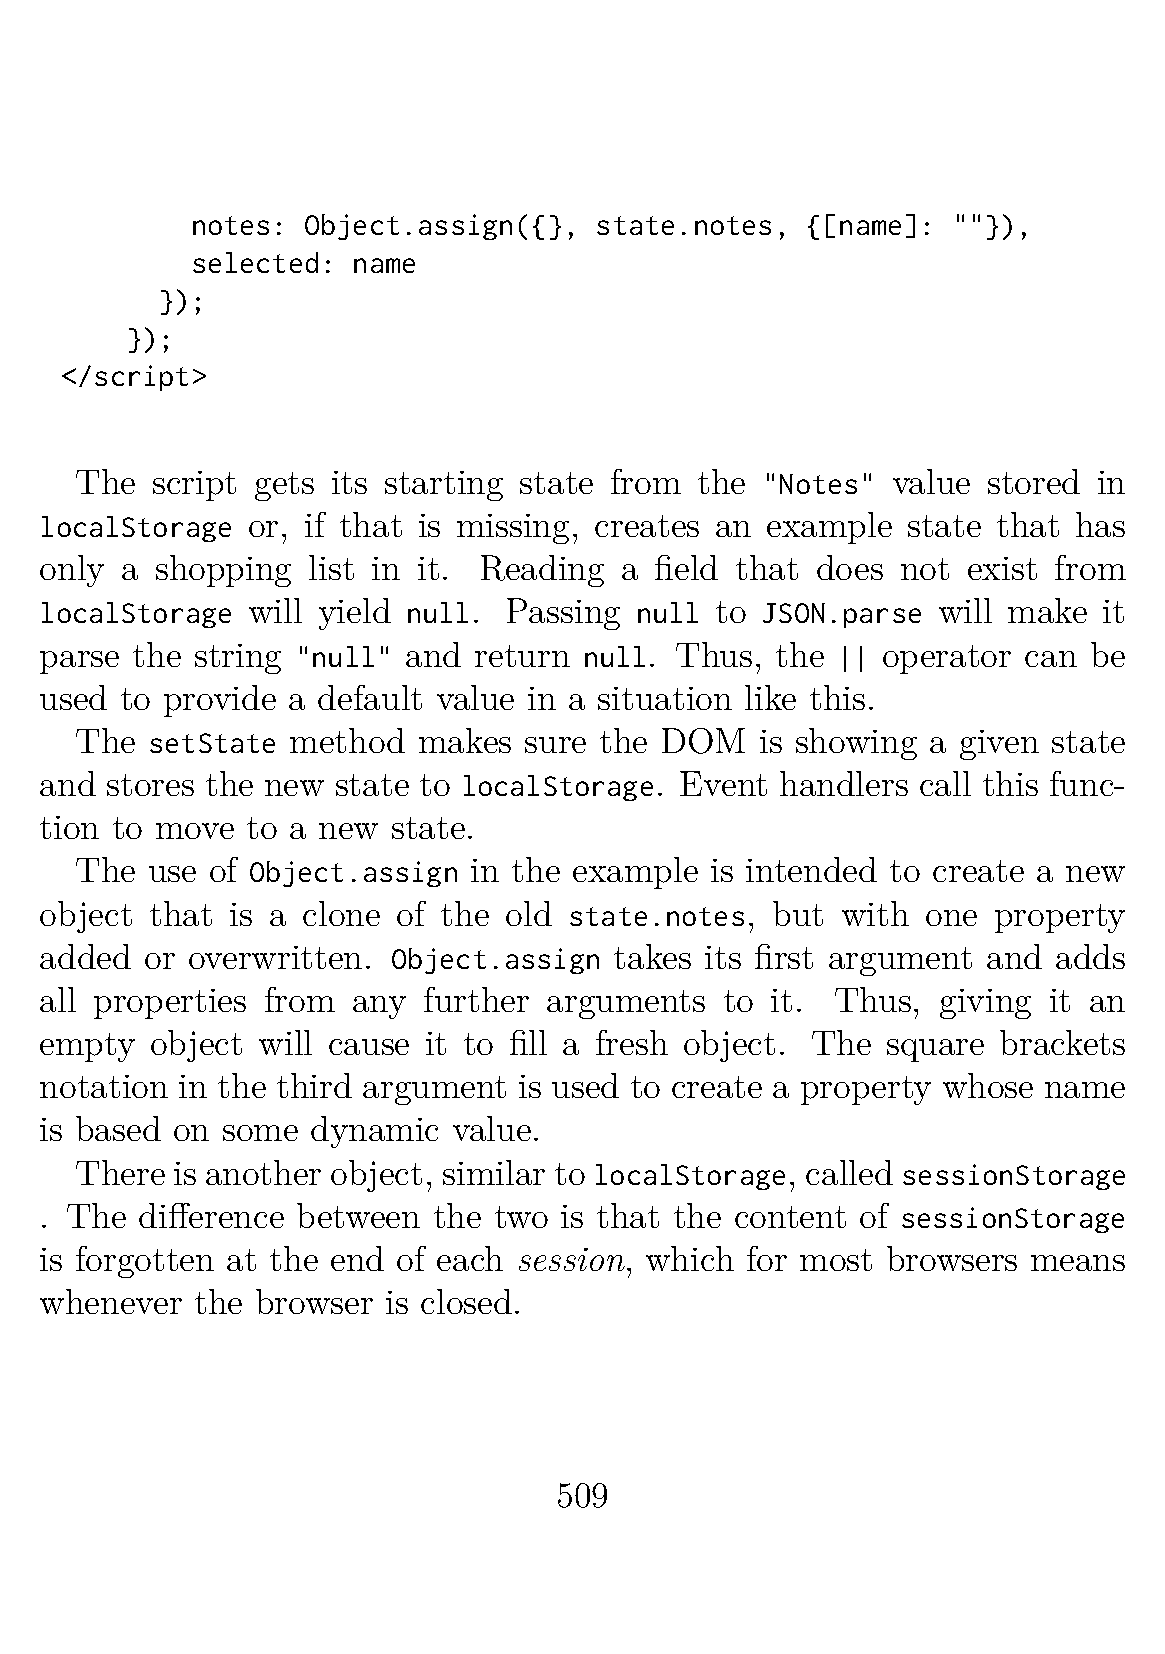 notes: Object.assign({}, state.notes, {[name]: ""}),
selected: name
});
});
</script>
The script gets its starting state from the "Notes" value stored in
localStorage or, if that is missing, creates an example state that has
only a shopping list in it. Reading a field that does not exist from
localStorage will yield null. Passing null to JSON.parse will make it
parse the string "null" and return null. Thus, the || operator can be
used to provide a default value in a situation like this.
The setState method makes sure the DOM is showing a given state
and stores the new state to localStorage. Event handlers call this func-
tion to move to a new state.
The use of Object.assign in the example is intended to create a new
object that is a clone of the old state.notes, but with one property
added or overwritten. Object.assign takes its first argument and adds
all properties from any further arguments to it. Thus, giving it an
empty object will cause it to fill a fresh object. The square brackets
notation in the third argument is used to create a property whose name
is based on some dynamic value.
There is another object, similar to localStorage, called sessionStorage
. The difference between the two is that the content of sessionStorage
is forgotten at the end of each session, which for most browsers means
whenever the browser is closed.
509